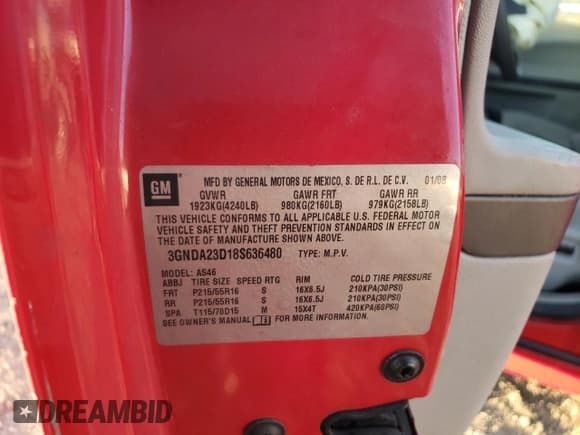 GM
MFD BY GENERAL MOTORS DE MEXICO, S. DE R.L. DE C.V. 01/08
GVWR GAWR FRT GAWR RR
1923KG(4240LB) 980KG(2160LB) 979KG(2158LB)
THIS VEHICLE CONFORMS TO ALL APPLICABLE U.S. FEDERAL MOTOR
VEHICLE SAFETY AND THEFT PREVENTION STANDARDS IN EFFECT ON
THE DATE OF MANUFACTURE SHOWN ABOVE.
3GNDA23D18S636480 TYPE: M.P.V.
MODEL: AS46
ABBJ TIRE SIZE SPEED RTG RIM COLD TIRE PRESSURE
FRT P215/55R16 S 16X6.5J 210KPA(30PSI)
RR P215/55R16 S 16X6.5J 210KPA(30PSI)
SPA T115/70D15 M 15X4T 420KPA(60PSI)
SEE OWNER'S MANUAL FOR MORE INFORMATION.
DREAMBID